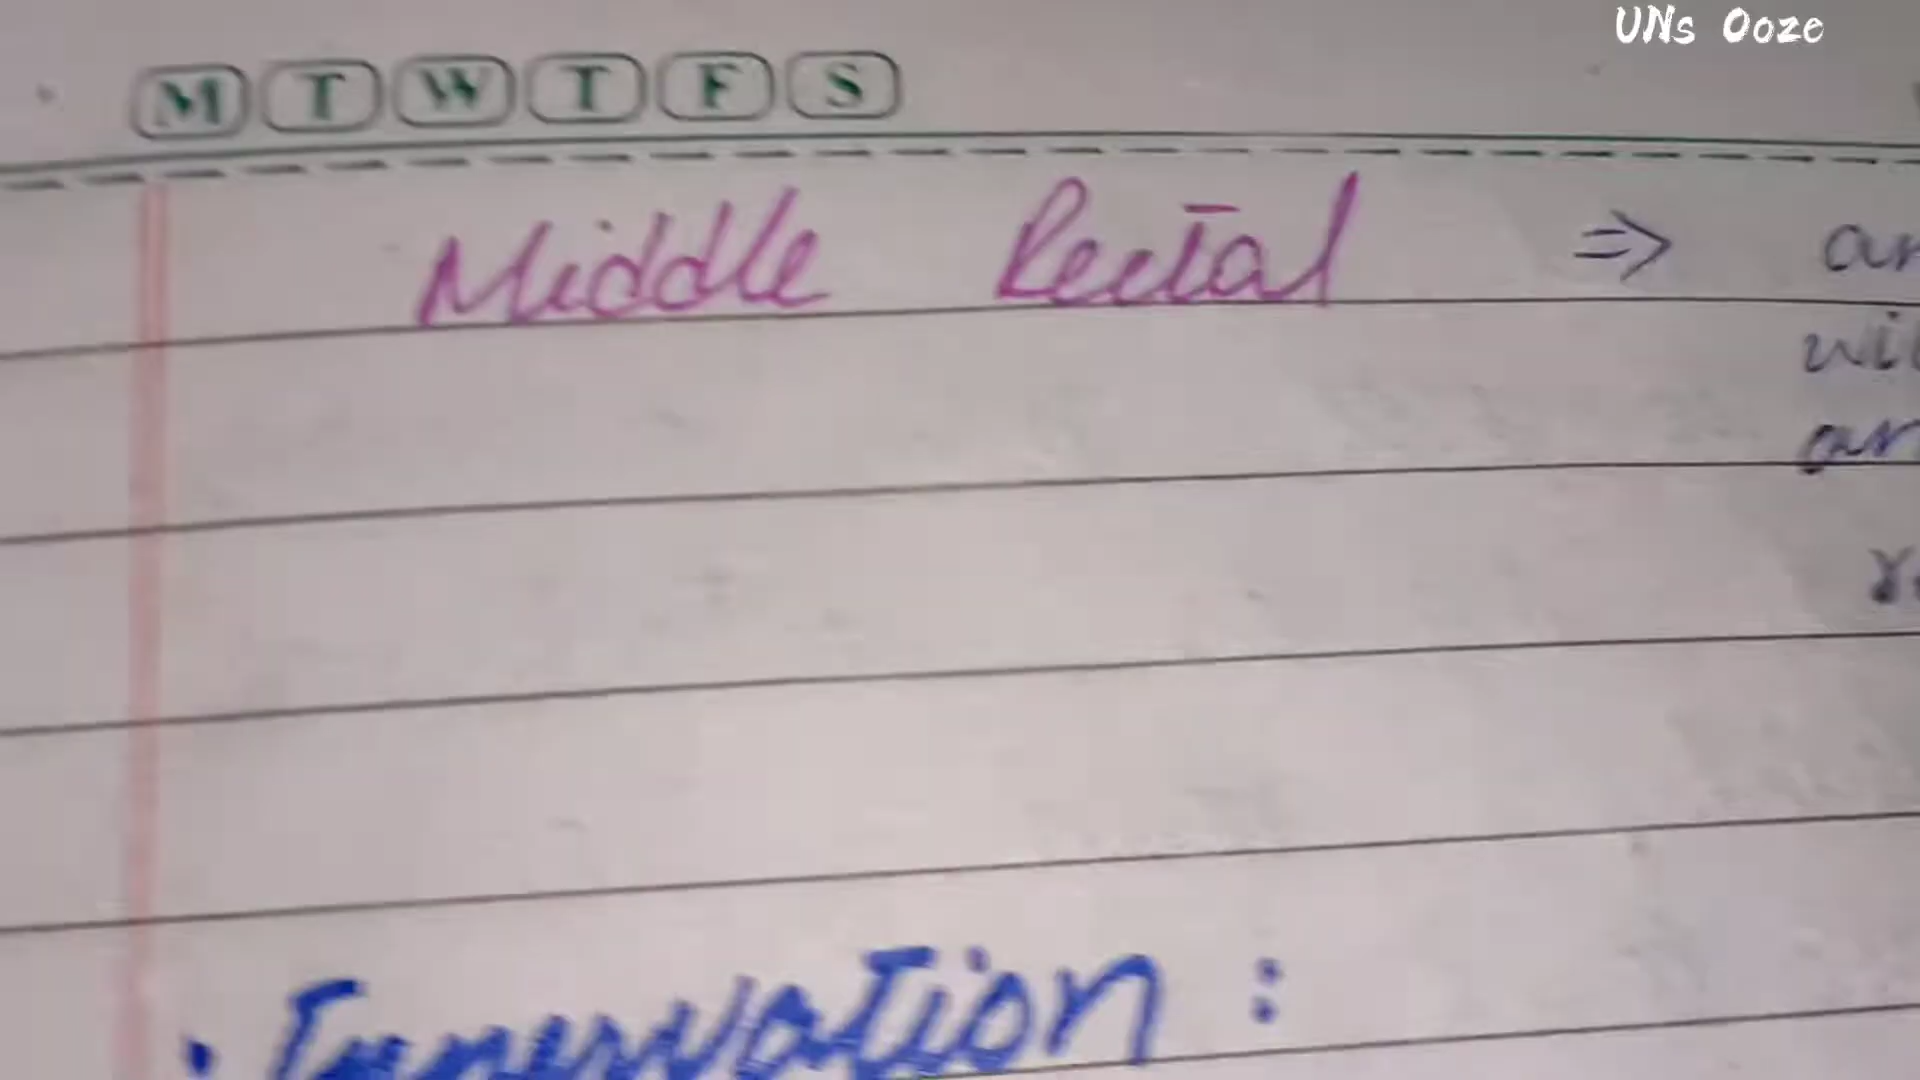 UNs Ooze
M T W T F S
Middle Rectal ⇒
• Innervation :